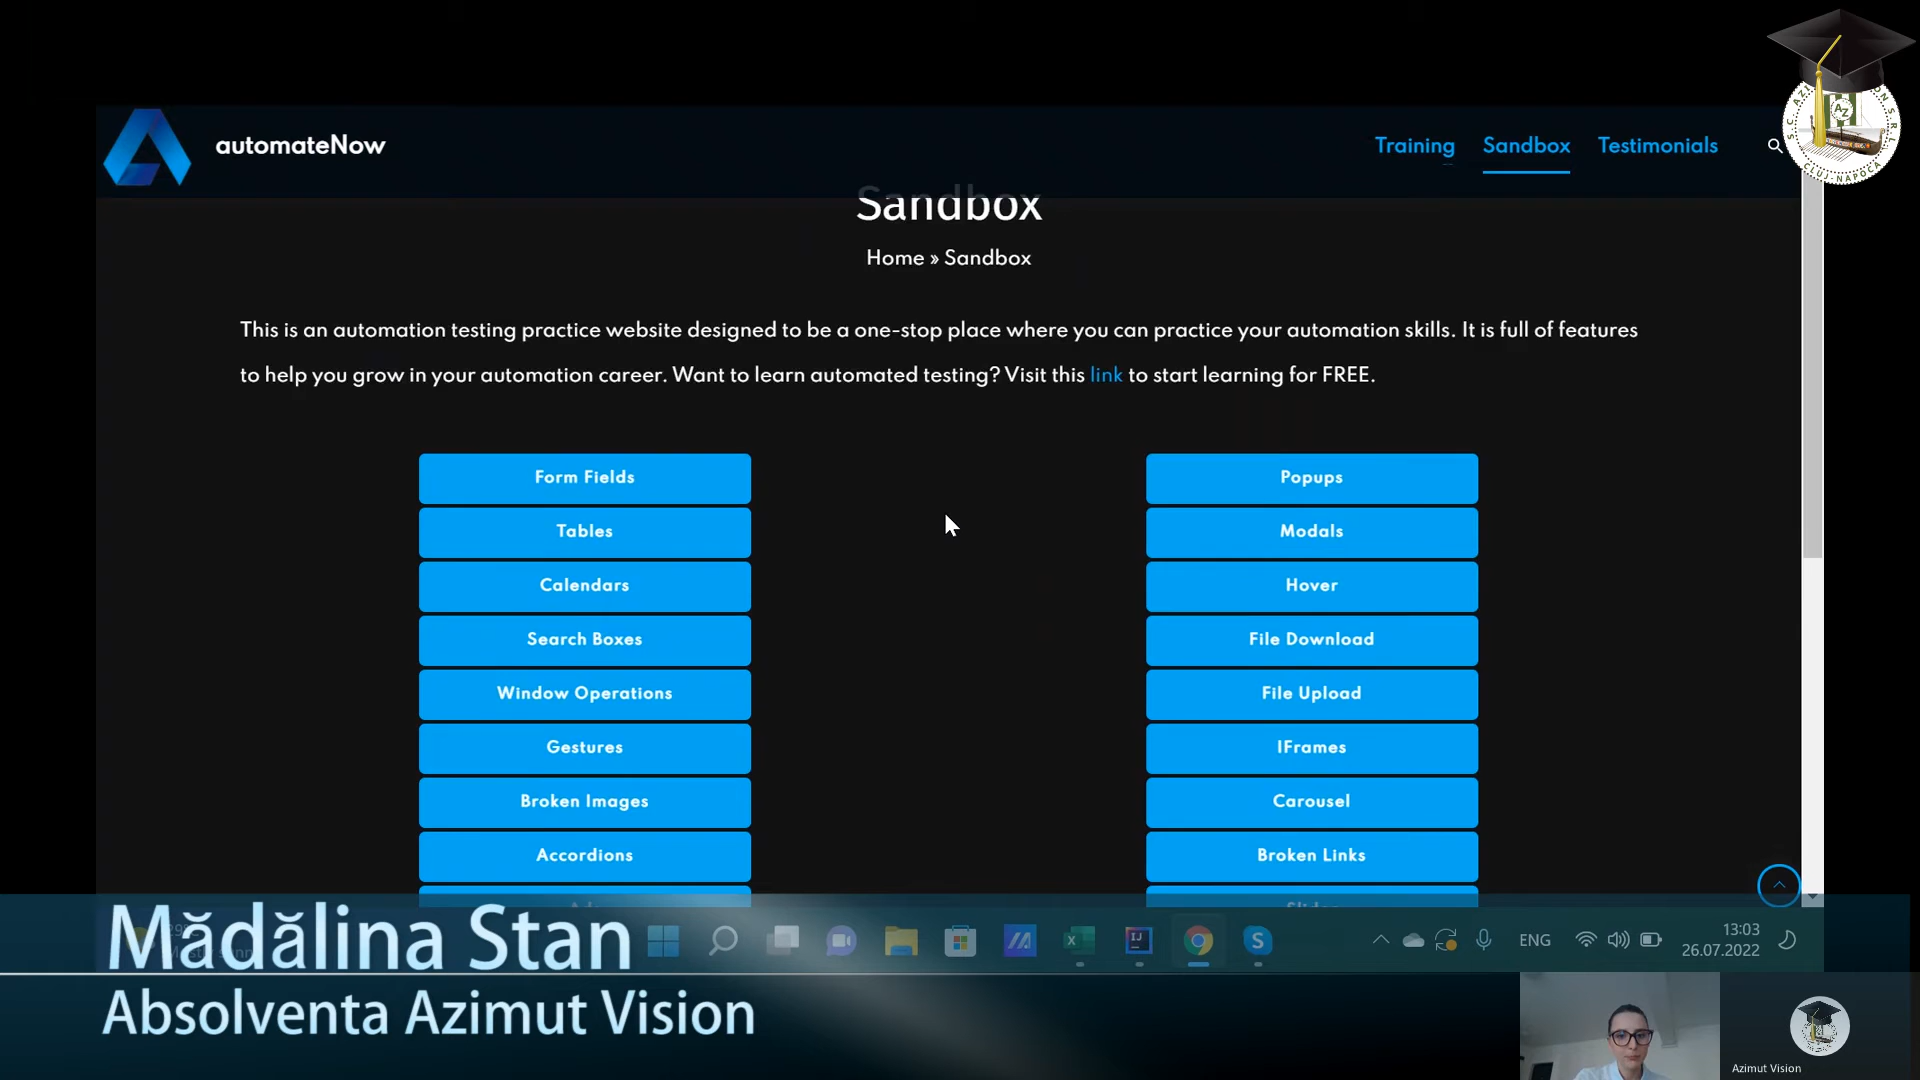 automateNow
Training
Sandbox
Testimonials
Sandbox
Home » Sandbox
This is an automation testing practice website designed to be a one-stop place where you can practice your automation skills. It is full of features
to help you grow in your automation career. Want to learn automated testing? Visit this link to start learning for FREE.
Form Fields
Popups
Tables
Modals
Calendars
Hover
Search Boxes
File Download
Window Operations
File Upload
Gestures
IFrames
Broken Images
Carousel
Accordions
Broken Links
Mădălina Stan
ENG
13:03
26.07.2022
Absolventa Azimut Vision
Azimut Vision
CLUJ-NAPOCA